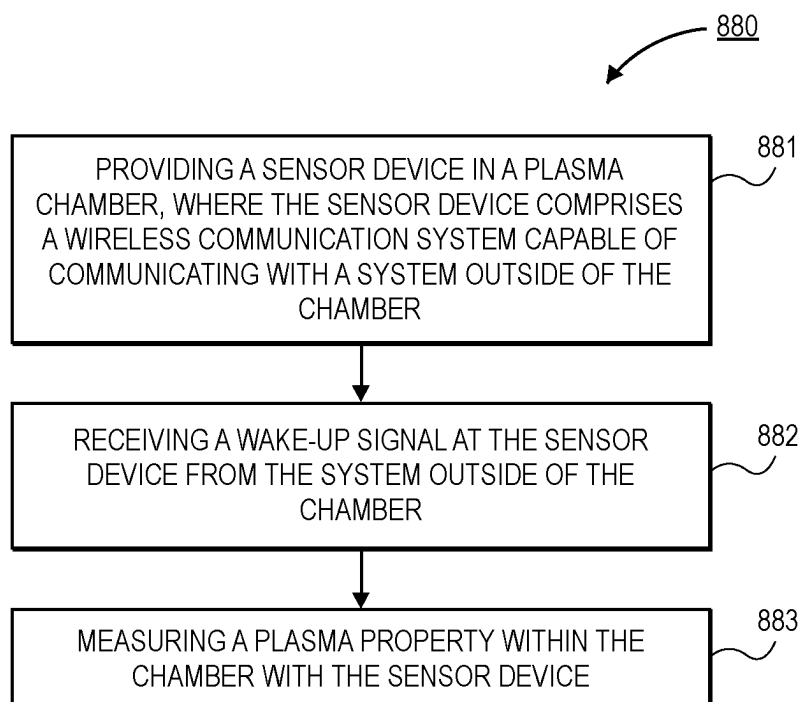 880
881
PROVIDING A SENSOR DEVICE IN A PLASMA
CHAMBER, WHERE THE SENSOR DEVICE COMPRISES
A WIRELESS COMMUNICATION SYSTEM CAPABLE OF
COMMUNICATING WITH A SYSTEM OUTSIDE OF THE
CHAMBER
882
RECEIVING A WAKE-UP SIGNAL AT THE SENSOR
DEVICE FROM THE SYSTEM OUTSIDE OF THE
CHAMBER
883
MEASURING A PLASMA PROPERTY WITHIN THE
CHAMBER WITH THE SENSOR DEVICE